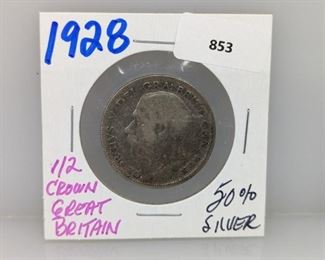 1928
853
1/2
CROWN
GREAT
BRITAIN
50%
SILVER